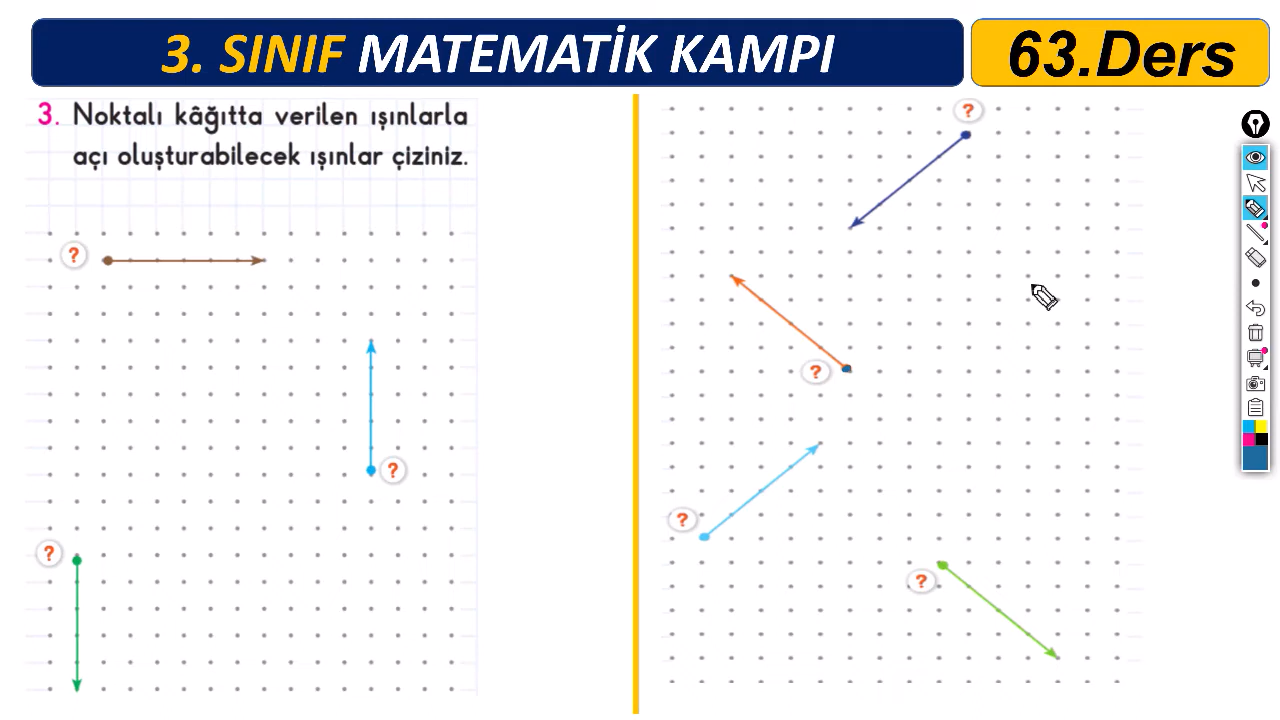 3. SINIF MATEMATİK KAMPI
63.Ders
3. Noktalı kâğıtta verilen ışınlarla
açı oluşturabilecek ışınlar çiziniz.
?
?
?
?
?
?
?